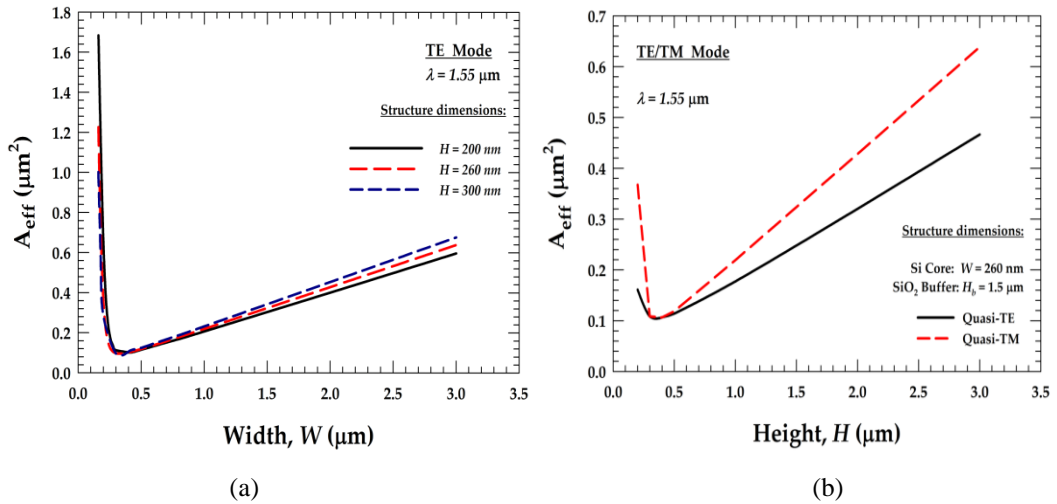 TE Mode
λ = 1.55 μm
Structure dimensions:
H = 200 nm
H = 260 nm
H = 300 nm
A_eff (μm²)
1.8
1.6
1.4
1.2
1.0
0.8
0.6
0.4
0.2
0.0
0.0 0.5 1.0 1.5 2.0 2.5 3.0 3.5
Width, W (μm)
(a)
TE/TM Mode
λ = 1.55 μm
Structure dimensions:
Si Core: W = 260 nm
SiO₂ Buffer: H_b = 1.5 μm
Quasi-TE
Quasi-TM
A_eff (μm²)
0.7
0.6
0.5
0.4
0.3
0.2
0.1
0.0
0.0 0.5 1.0 1.5 2.0 2.5 3.0 3.5
Height, H (μm)
(b)